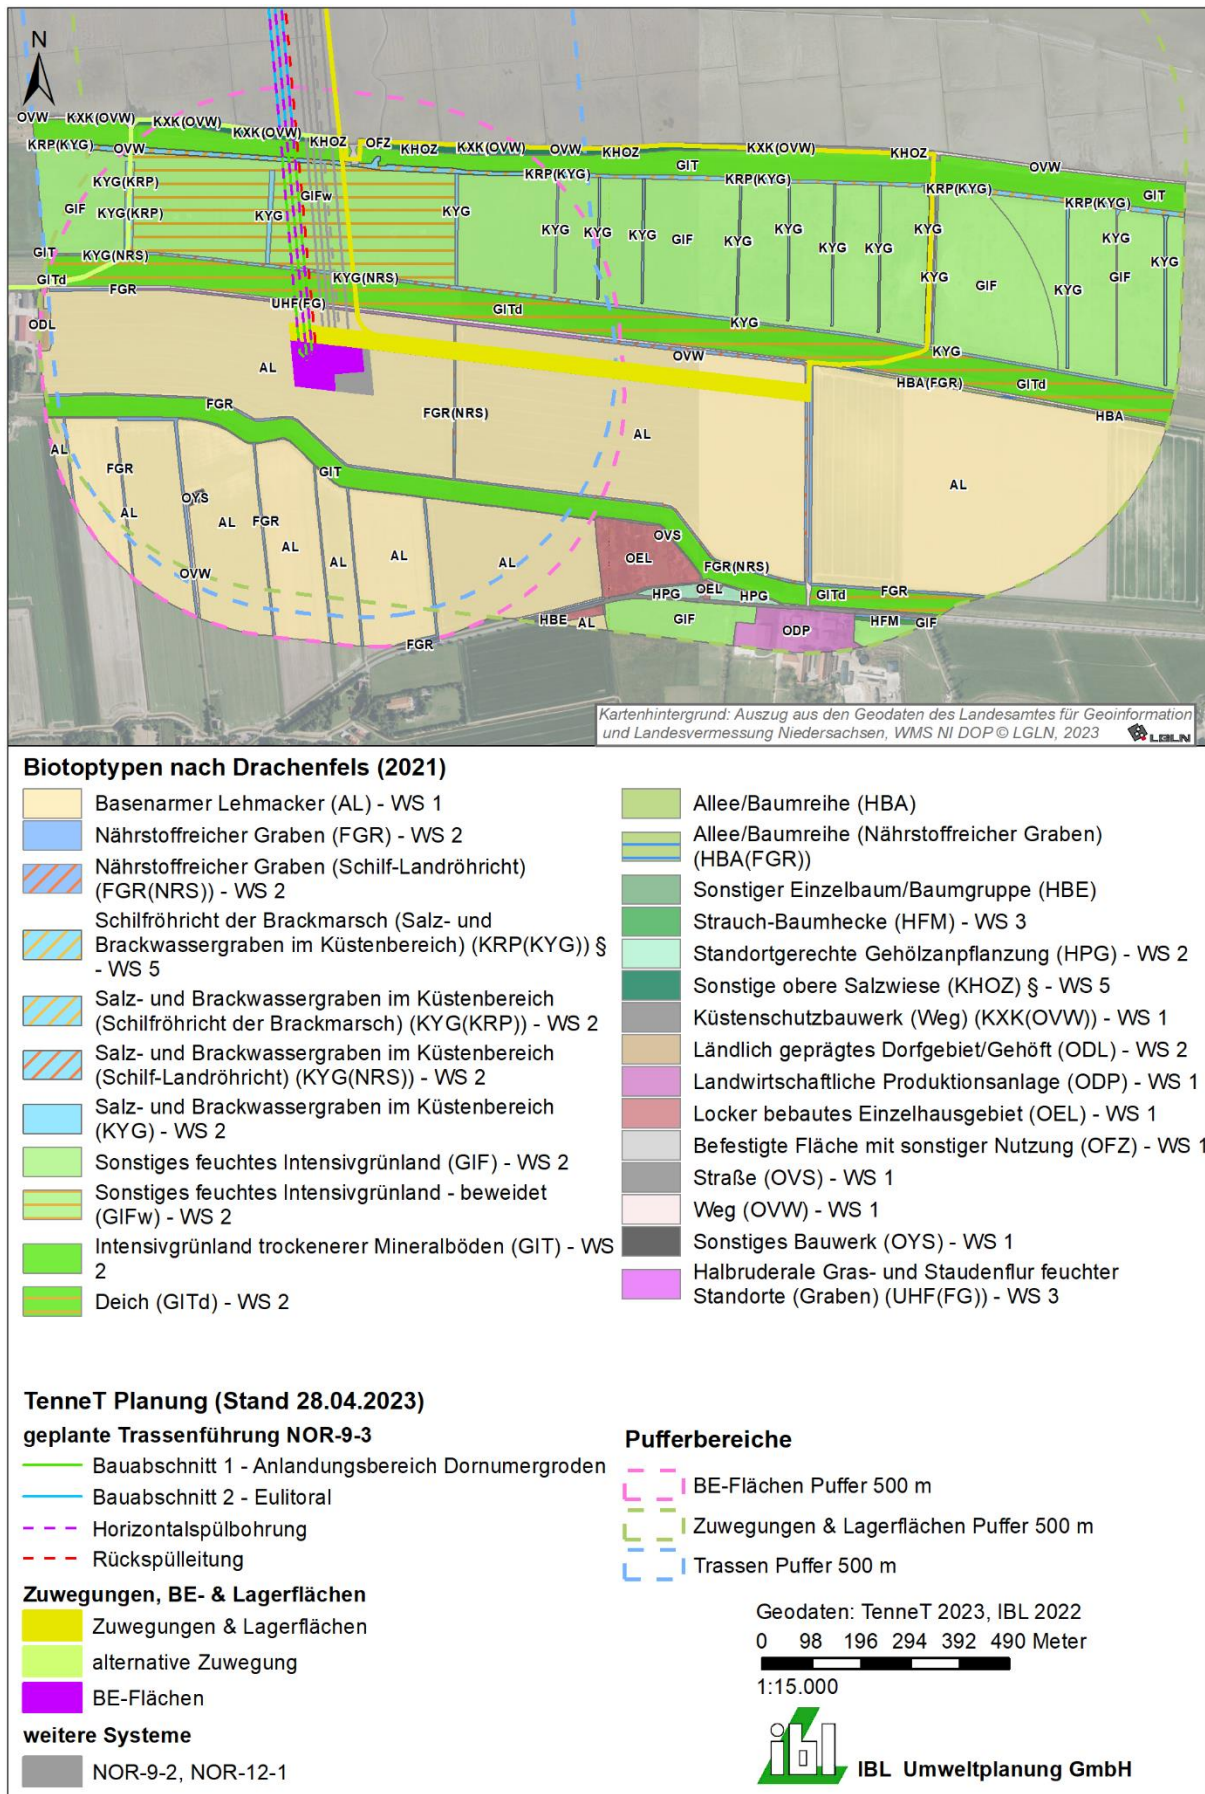 N
OVW
KXK(OVW)
KXK(OVW)
KXK(OVW)
KHOZ
OFZ
KHOZ
KXK(OVW)
OVW
KHOZ
KXK(OVW)
KHOZ
OVW
KRP(KYG)
OVW
GIT
KRP(KYG)
KRP(KYG)
KRP(KYG)
KRP(KYG)
GIT
KYG(KRP)
GIFw
GIF
KYG(KRP)
KYG
KYG
KYG
KYG
KYG
GIF
KYG
KYG
KYG
KYG
KYG
KYG
KYG
GIF
KYG
GIF
KYG
GIT
KYG(NRS)
KYG(NRS)
GITd
FGR
UHF(FG)
GITd
KYG
KYG
ODL
OVW
AL
HBA(FGR)
GITd
FGR
FGR(NRS)
AL
HBA
AL
FGR
GIT
AL
OYS
AL
AL
FGR
AL
AL
AL
AL
OVS
OEL
FGR(NRS)
OVW
OEL
HPG
HPG
GITd
FGR
HBE
AL
GIF
ODP
HFM
GIF
FGR
Kartenhintergrund: Auszug aus den Geodaten des Landesamtes für Geoinformation
und Landesvermessung Niedersachsen, WMS NI DOP © LGLN, 2023
LGLN
Biotoptypen nach Drachenfels (2021)
Basenarmer Lehmacker (AL) - WS 1
Nährstoffreicher Graben (FGR) - WS 2
Nährstoffreicher Graben (Schilf-Landröhricht)
(FGR(NRS)) - WS 2
Schilfröhricht der Brackmarsch (Salz- und
Brackwassergraben im Küstenbereich) (KRP(KYG)) §
- WS 5
Salz- und Brackwassergraben im Küstenbereich
(Schilfröhricht der Brackmarsch) (KYG(KRP)) - WS 2
Salz- und Brackwassergraben im Küstenbereich
(Schilf-Landröhricht) (KYG(NRS)) - WS 2
Salz- und Brackwassergraben im Küstenbereich
(KYG) - WS 2
Sonstiges feuchtes Intensivgrünland (GIF) - WS 2
Sonstiges feuchtes Intensivgrünland - beweidet
(GIFw) - WS 2
Intensivgrünland trockenerer Mineralböden (GIT) - WS
2
Deich (GITd) - WS 2
Allee/Baumreihe (HBA)
Allee/Baumreihe (Nährstoffreicher Graben)
(HBA(FGR))
Sonstiger Einzelbaum/Baumgruppe (HBE)
Strauch-Baumhecke (HFM) - WS 3
Standortgerechte Gehölzanpflanzung (HPG) - WS 2
Sonstige obere Salzwiese (KHOZ) § - WS 5
Küstenschutzbauwerk (Weg) (KXK(OVW)) - WS 1
Ländlich geprägtes Dorfgebiet/Gehöft (ODL) - WS 2
Landwirtschaftliche Produktionsanlage (ODP) - WS 1
Locker bebautes Einzelhausgebiet (OEL) - WS 1
Befestigte Fläche mit sonstiger Nutzung (OFZ) - WS 1
Straße (OVS) - WS 1
Weg (OVW) - WS 1
Sonstiges Bauwerk (OYS) - WS 1
Halbruderale Gras- und Staudenflur feuchter
Standorte (Graben) (UHF(FG)) - WS 3
TenneT Planung (Stand 28.04.2023)
geplante Trassenführung NOR-9-3
Bauabschnitt 1 - Anlandungsbereich Dornumergroden
Bauabschnitt 2 - Eulitoral
Horizontalspülbohrung
Rückspülleitung
Zuwegungen, BE- & Lagerflächen
Zuwegungen & Lagerflächen
alternative Zuwegung
BE-Flächen
weitere Systeme
NOR-9-2, NOR-12-1
Pufferbereiche
BE-Flächen Puffer 500 m
Zuwegungen & Lagerflächen Puffer 500 m
Trassen Puffer 500 m
Geodaten: TenneT 2023, IBL 2022
0 98 196 294 392 490 Meter
1:15.000
ibl
IBL Umweltplanung GmbH